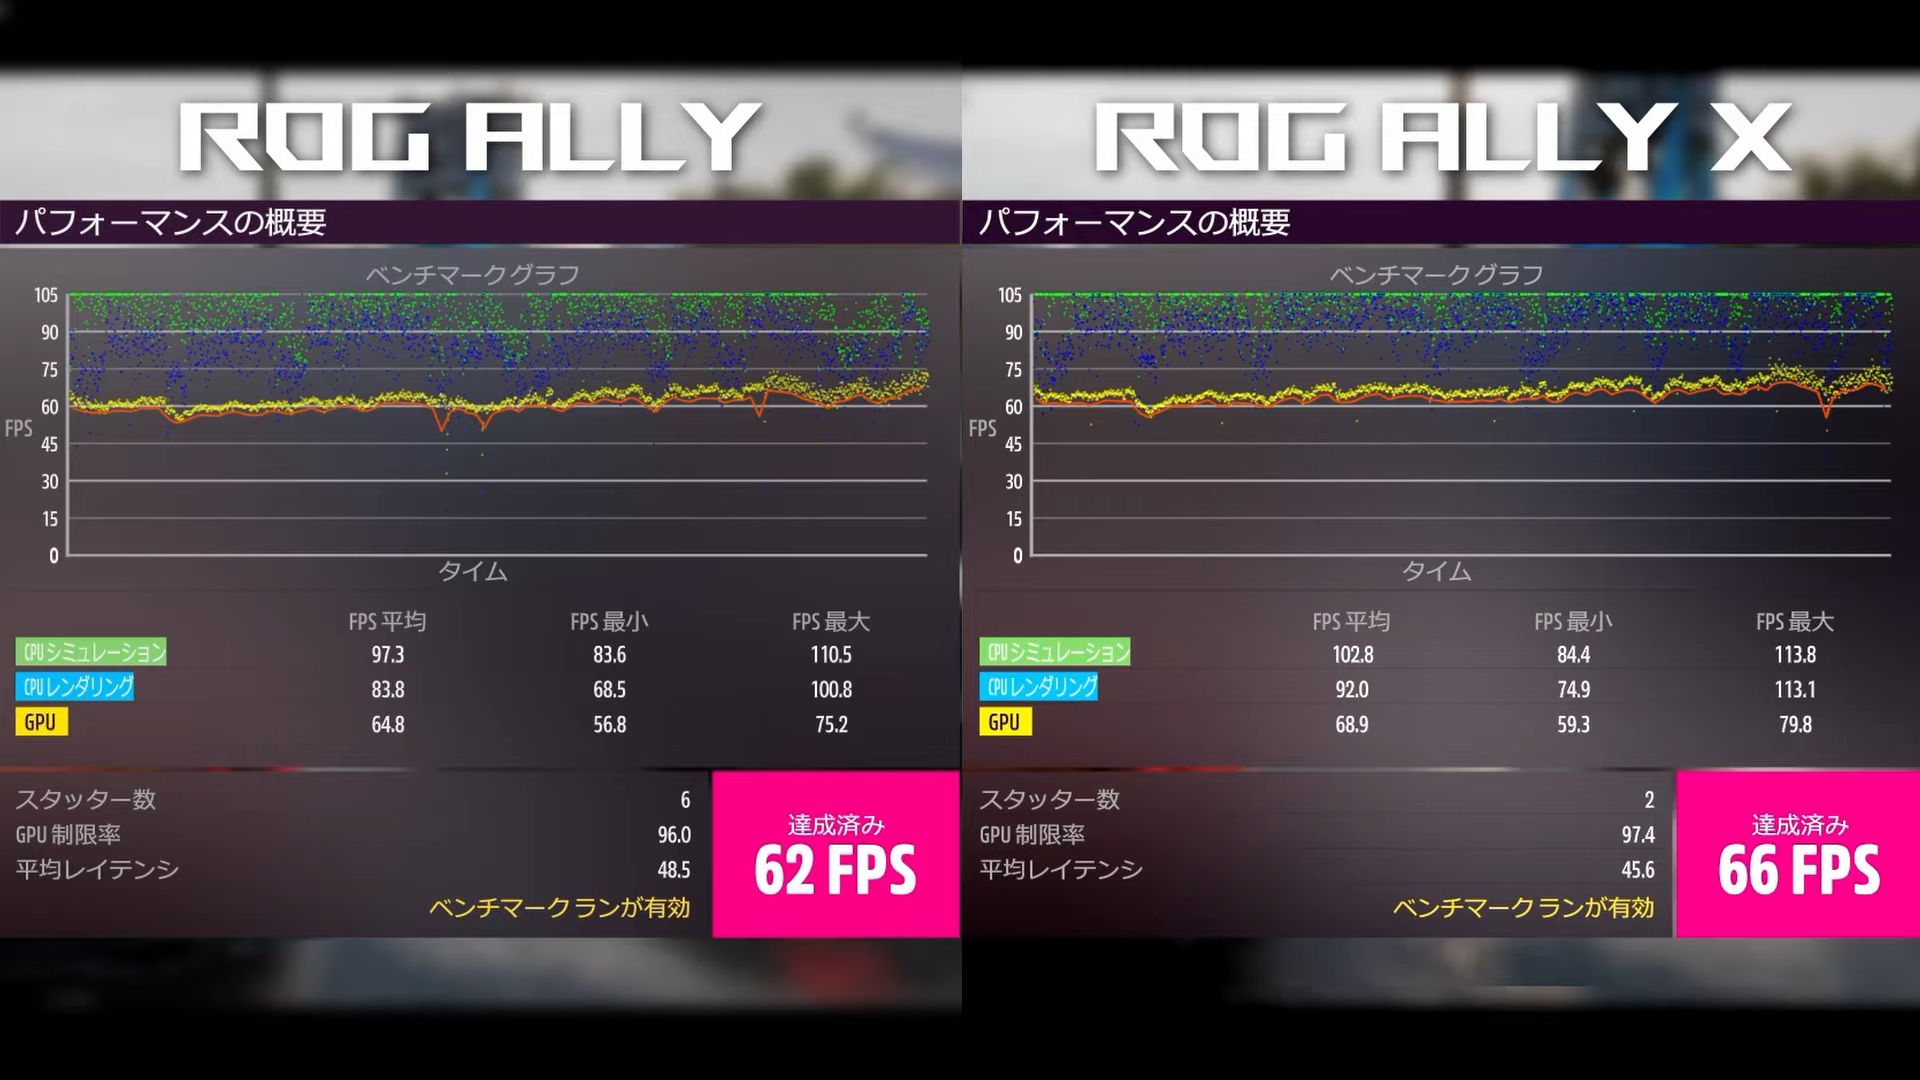 ROG ALLY
パフォーマンスの概要
ベンチマークグラフ
105
90
75
60
FPS
45
30
15
0
タイム
FPS 平均 FPS 最小 FPS 最大
CPUシミュレーション 97.3 83.6 110.5
CPUレンダリング 83.8 68.5 100.8
GPU 64.8 56.8 75.2
スタッター数 6
GPU 制限率 96.0
平均レイテンシ 48.5
ベンチマークランが有効
達成済み
62 FPS
ROG ALLY X
パフォーマンスの概要
ベンチマークグラフ
105
90
75
60
FPS
45
30
15
0
タイム
FPS 平均 FPS 最小 FPS 最大
CPUシミュレーション 102.8 84.4 113.8
CPUレンダリング 92.0 74.9 113.1
GPU 68.9 59.3 79.8
スタッター数 2
GPU 制限率 97.4
平均レイテンシ 45.6
ベンチマークランが有効
達成済み
66 FPS